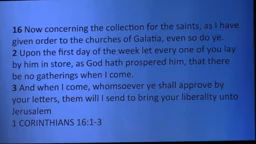 16 Now concerning the collection for the saints, as I have
given order to the churches of Galatia, even so do ye.
2 Upon the first day of the week let every one of you lay
by him in store, as God hath prospered him, that there
be no gatherings when I come.
3 And when I come, whomsoever ye shall approve by
your letters, them will I send to bring your liberality unto
Jerusalem
1 CORINTHIANS 16:1-3